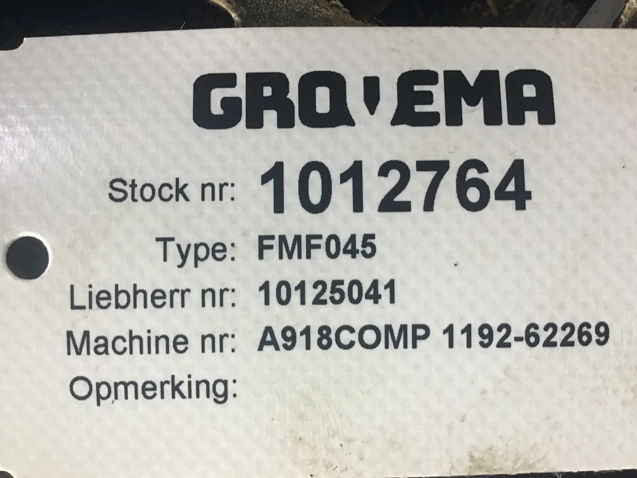 GROVEMA
Stock nr: 1012764
Type: FMF045
Liebherr nr: 10125041
Machine nr: A918COMP 1192-62269
Opmerking: